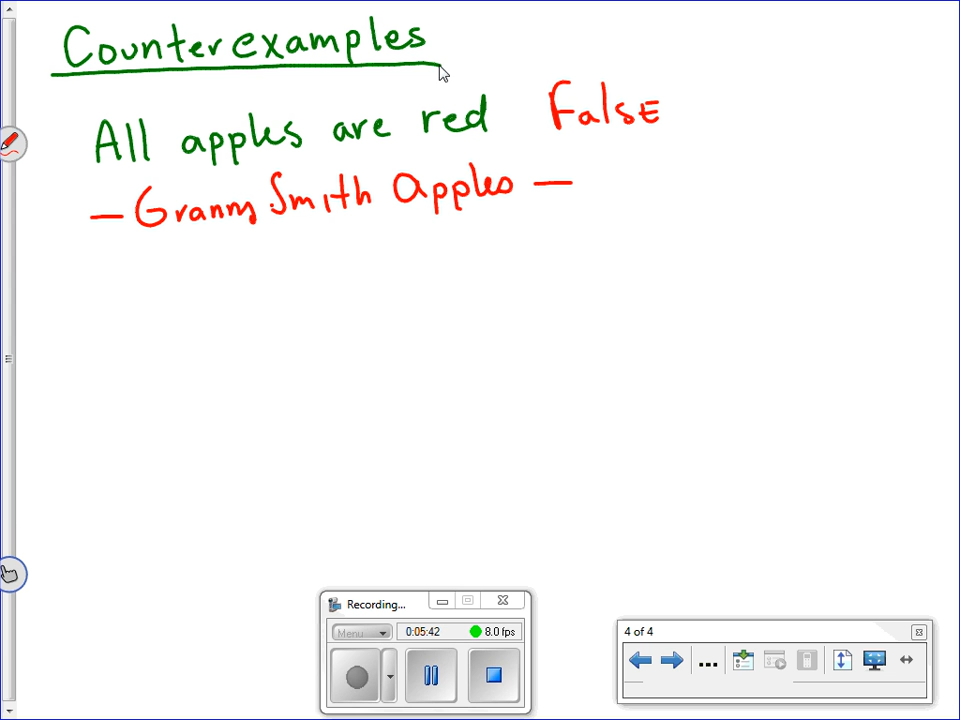 Counterexamples
All apples are red False
- Granny Smith Apples -
Recording...
Menu
0:05:42
8.0 fps
4 of 4
...